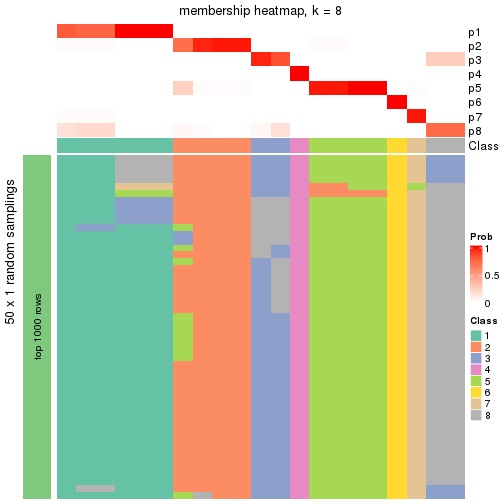 membership heatmap, k = 8
p1
p2
p3
p4
p5
p6
p7
p8
Class
50 x 1 random samplings
top 1000 rows
Prob
1
0.5
0
Class
1
2
3
4
5
6
7
8